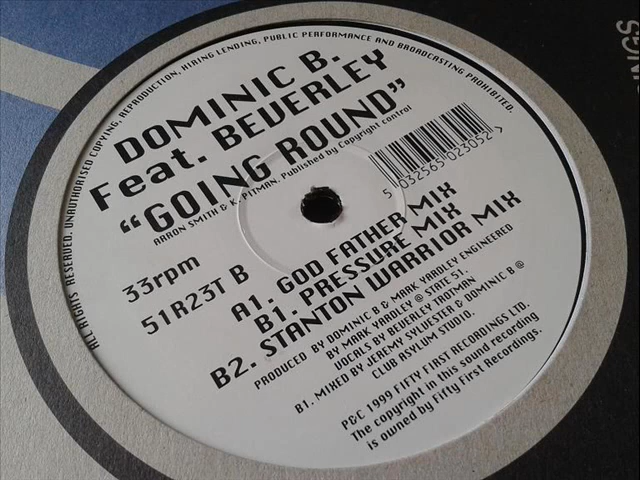 ALL RIGHTS RESERVED. UNAUTHORISED COPYING, REPRODUCTION, HIRING LENDING, PUBLIC PERFORMANCE AND BROADCASTING PROHIBITED.
DOMINIC B.
Feat. BEVERLEY
"GOING ROUND"
AARON SMITH & K. PITMAN. Published by Copyright control
5 032565 023052 >
33rpm
51R23T B
A1. GOD FATHER MIX
B1. PRESSURE MIX
B2. STANTON WARRIOR MIX
PRODUCED BY DOMINIC B & MARK YARDLEY ENGINEERED
BY MARK YARDLEY @ STATE 51.
VOCALS BY BEVERLEY TROTMAN
B1. MIXED BY JEREMY SYLVESTER & DOMINIC B @
CLUB ASYLUM STUDIO.
P&C 1999 FIFTY FIRST RECORDINGS LTD.
The copyright in this sound recording
is owned by Fifty First Recordings.